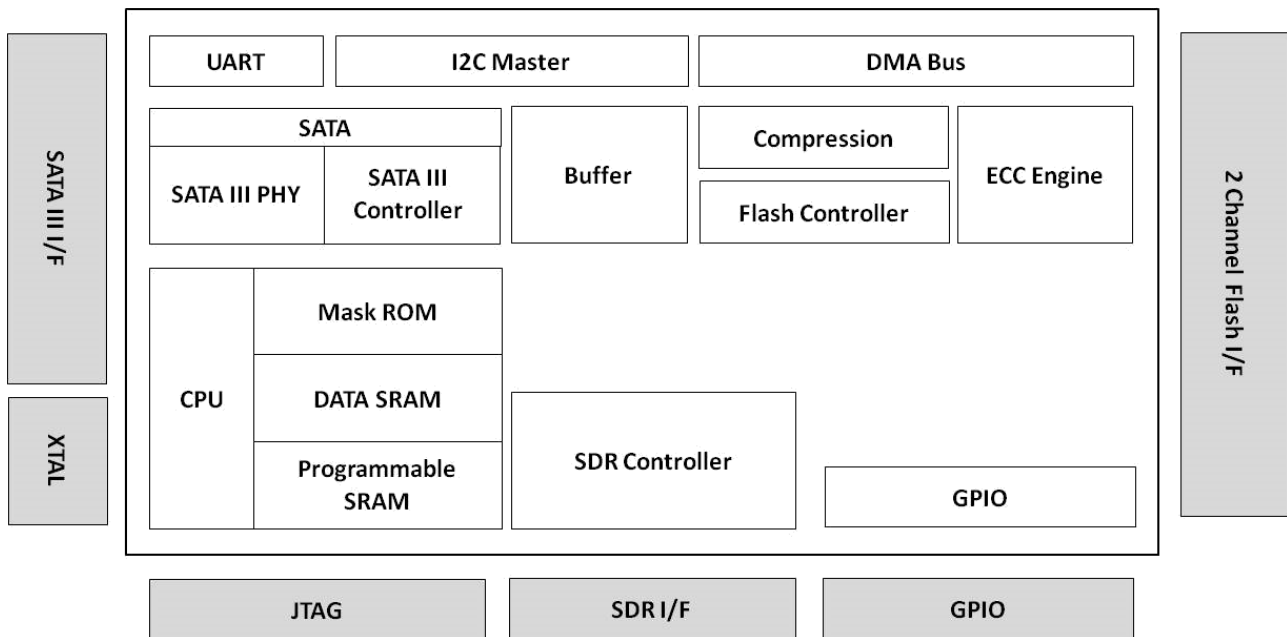 UART
I2C Master
DMA Bus
SATA
SATA III PHY
SATA III
Controller
Buffer
Compression
Flash Controller
ECC Engine
SATA III I/F
2 Channel Flash I/F
CPU
Mask ROM
DATA SRAM
Programmable
SRAM
SDR Controller
GPIO
XTAL
JTAG
SDR I/F
GPIO